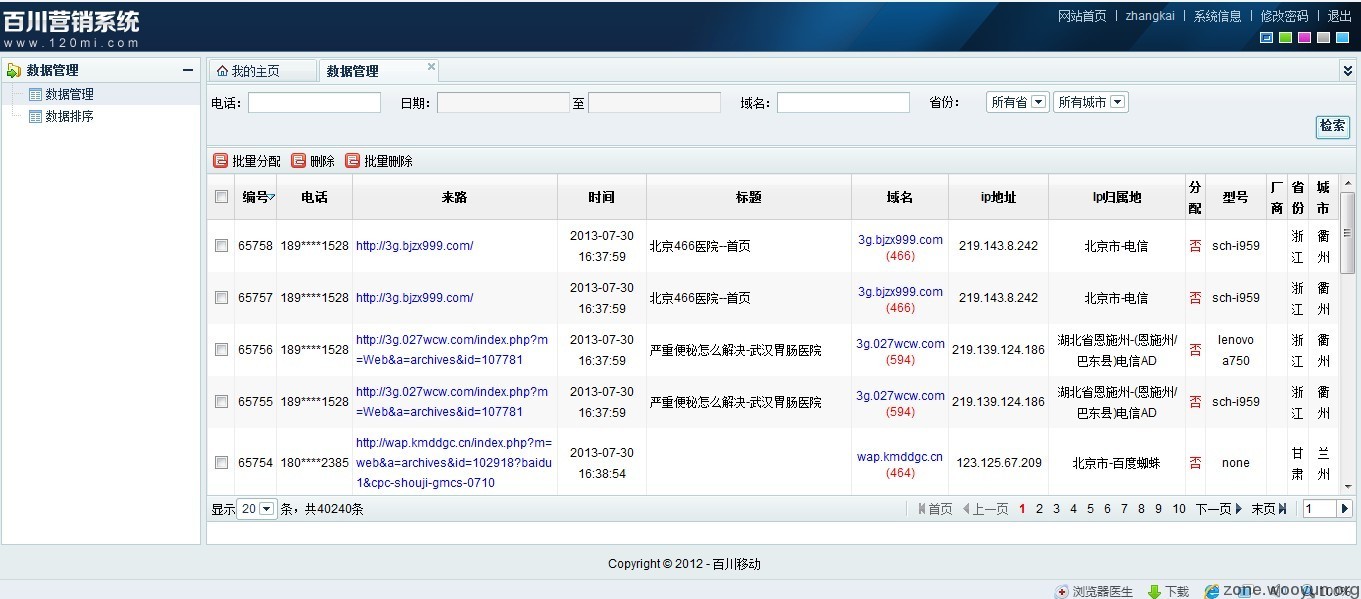 百川营销系统
www.120mi.com
网站首页 | zhangkai | 系统信息 | 修改密码 | 退出
数据管理
数据管理
数据排序
我的主页 数据管理
电话： 日期： 至 域名： 省份： 所有省 所有城市
检索
批量分配 删除 批量删除
编号 电话 来路 时间 标题 域名 ip地址 Ip归属地 分配 型号 厂商 省份 城市
65758 189****1528 http://3g.bjzx999.com/ 2013-07-30 16:37:59 北京466医院--首页 3g.bjzx999.com (466) 219.143.8.242 北京市-电信 否 sch-i959 浙江 衢州
65757 189****1528 http://3g.bjzx999.com/ 2013-07-30 16:37:59 北京466医院--首页 3g.bjzx999.com (466) 219.143.8.242 北京市-电信 否 sch-i959 浙江 衢州
65756 189****1528 http://3g.027wcw.com/index.php?m=Web&a=archives&id=107781 2013-07-30 16:37:59 严重便秘怎么解决-武汉胃肠医院 3g.027wcw.com (594) 219.139.124.186 湖北省恩施州-(恩施州/巴东县)电信AD 否 lenovo a750 浙江 衢州
65755 189****1528 http://3g.027wcw.com/index.php?m=Web&a=archives&id=107781 2013-07-30 16:37:59 严重便秘怎么解决-武汉胃肠医院 3g.027wcw.com (594) 219.139.124.186 湖北省恩施州-(恩施州/巴东县)电信AD 否 sch-i959 浙江 衢州
65754 180****2385 http://wap.kmddgc.cn/index.php?m=web&a=archives&id=102918?baidu1&cpc-shouji-gmcs-0710 2013-07-30 16:38:54 wap.kmddgc.cn (464) 123.125.67.209 北京市-百度蜘蛛 否 none 甘肃 兰州
显示 20 条，共40240条 首页 上一页 1 2 3 4 5 6 7 8 9 10 下一页 末页 1
Copyright © 2012 - 百川移动
浏览器医生 下载 100%
zone.wooyun.org